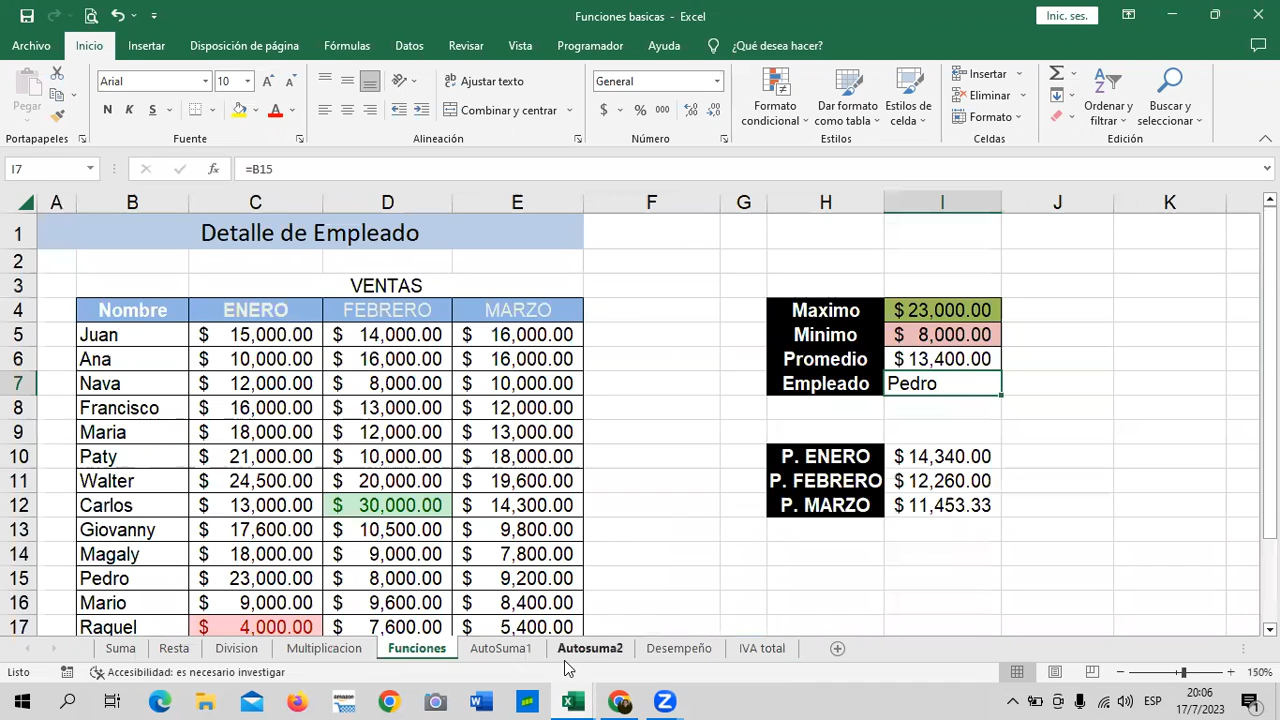 Funciones basicas - Excel
Inic. ses.
Archivo Inicio Insertar Disposición de página Fórmulas Datos Revisar Vista Programador Ayuda ¿Qué desea hacer?
Pegar
Arial 10
N K S
Ajustar texto
Combinar y centrar
General
$ % 000
Formato condicional
Dar formato como tabla
Estilos de celda
Insertar
Eliminar
Formato
Ordenar y filtrar
Buscar y seleccionar
Portapapeles Fuente Alineación Número Estilos Celdas Edición
I7 fx =B15
A B C D E F G H I J K
1 Detalle de Empleado
2
3 VENTAS
4 Nombre ENERO FEBRERO MARZO Maximo $ 23,000.00
5 Juan $ 15,000.00 $ 14,000.00 $ 16,000.00 Minimo $ 8,000.00
6 Ana $ 10,000.00 $ 16,000.00 $ 16,000.00 Promedio $ 13,400.00
7 Nava $ 12,000.00 $ 8,000.00 $ 10,000.00 Empleado Pedro
8 Francisco $ 16,000.00 $ 13,000.00 $ 12,000.00
9 Maria $ 18,000.00 $ 12,000.00 $ 13,000.00
10 Paty $ 21,000.00 $ 10,000.00 $ 18,000.00 P. ENERO $ 14,340.00
11 Walter $ 24,500.00 $ 20,000.00 $ 19,600.00 P. FEBRERO $ 12,260.00
12 Carlos $ 13,000.00 $ 30,000.00 $ 14,300.00 P. MARZO $ 11,453.33
13 Giovanny $ 17,600.00 $ 10,500.00 $ 9,800.00
14 Magaly $ 18,000.00 $ 9,000.00 $ 7,800.00
15 Pedro $ 23,000.00 $ 8,000.00 $ 9,200.00
16 Mario $ 9,000.00 $ 9,600.00 $ 8,400.00
17 Raquel $ 4,000.00 $ 7,600.00 $ 5,400.00
Suma Resta Division Multiplicacion Funciones AutoSuma1 Autosuma2 Desempeño IVA total
Listo Accesibilidad: es necesario investigar 150%
ESP
20:06
17/7/2023